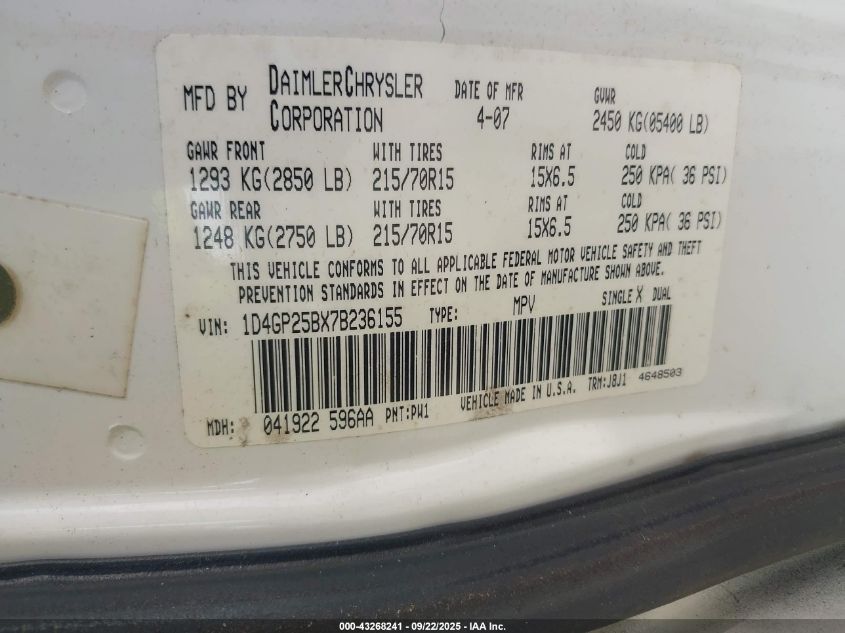 MFD BY DAIMLERCHRYSLER CORPORATION
DATE OF MFR
4-07
GVWR
2450 KG(05400 LB)
GAWR FRONT WITH TIRES RIMS AT COLD
1293 KG(2850 LB) 215/70R15 15X6.5 250 KPA( 36 PSI)
GAWR REAR WITH TIRES RIMS AT COLD
1248 KG(2750 LB) 215/70R15 15X6.5 250 KPA( 36 PSI)
THIS VEHICLE CONFORMS TO ALL APPLICABLE FEDERAL MOTOR VEHICLE SAFETY AND THEFT
PREVENTION STANDARDS IN EFFECT ON THE DATE OF MANUFACTURE SHOWN ABOVE.
VIN: 1D4GP25BX7B236155 TYPE: MPV SINGLE X DUAL
MDH: 041922 596AA PNT:PW1 VEHICLE MADE IN U.S.A. TRM:J8J1 4648503
000-43268241 - 09/22/2025 - IAA Inc.